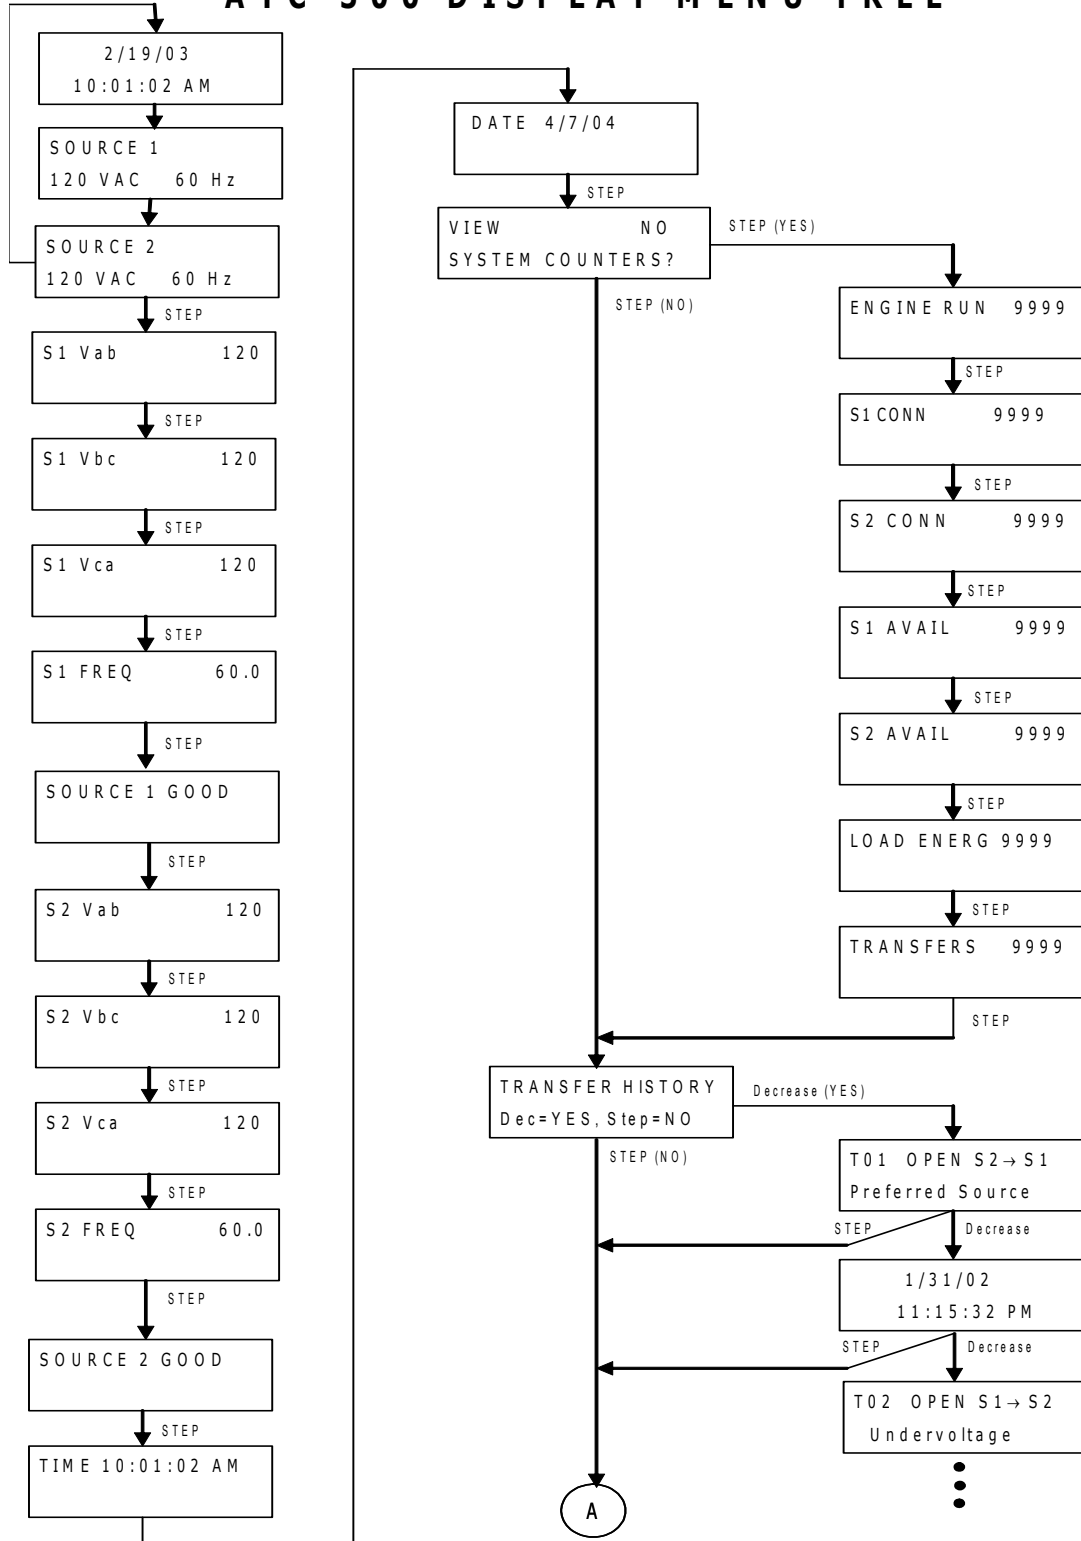 ATC 300 DISPLAY MENU TREE
2/19/03
10:01:02 AM
SOURCE 1
120 VAC 60 Hz
SOURCE 2
120 VAC 60 Hz
STEP
S1 Vab 120
STEP
S1 Vbc 120
STEP
S1 Vca 120
STEP
S1 FREQ 60.0
STEP
SOURCE 1 GOOD
STEP
S2 Vab 120
STEP
S2 Vbc 120
STEP
S2 Vca 120
STEP
S2 FREQ 60.0
STEP
SOURCE 2 GOOD
STEP
TIME 10:01:02 AM
DATE 4/7/04
STEP
VIEW NO
SYSTEM COUNTERS?
STEP (YES)
STEP (NO)
ENGINE RUN 9999
STEP
S1 CONN 9999
STEP
S2 CONN 9999
STEP
S1 AVAIL 9999
STEP
S2 AVAIL 9999
STEP
LOAD ENERG 9999
STEP
TRANSFERS 9999
STEP
TRANSFER HISTORY
Dec=YES, Step=NO
Decrease (YES)
STEP (NO)
T01 OPEN S2→S1
Preferred Source
STEP
Decrease
1/31/02
11:15:32 PM
STEP
Decrease
T02 OPEN S1→S2
Undervoltage
A